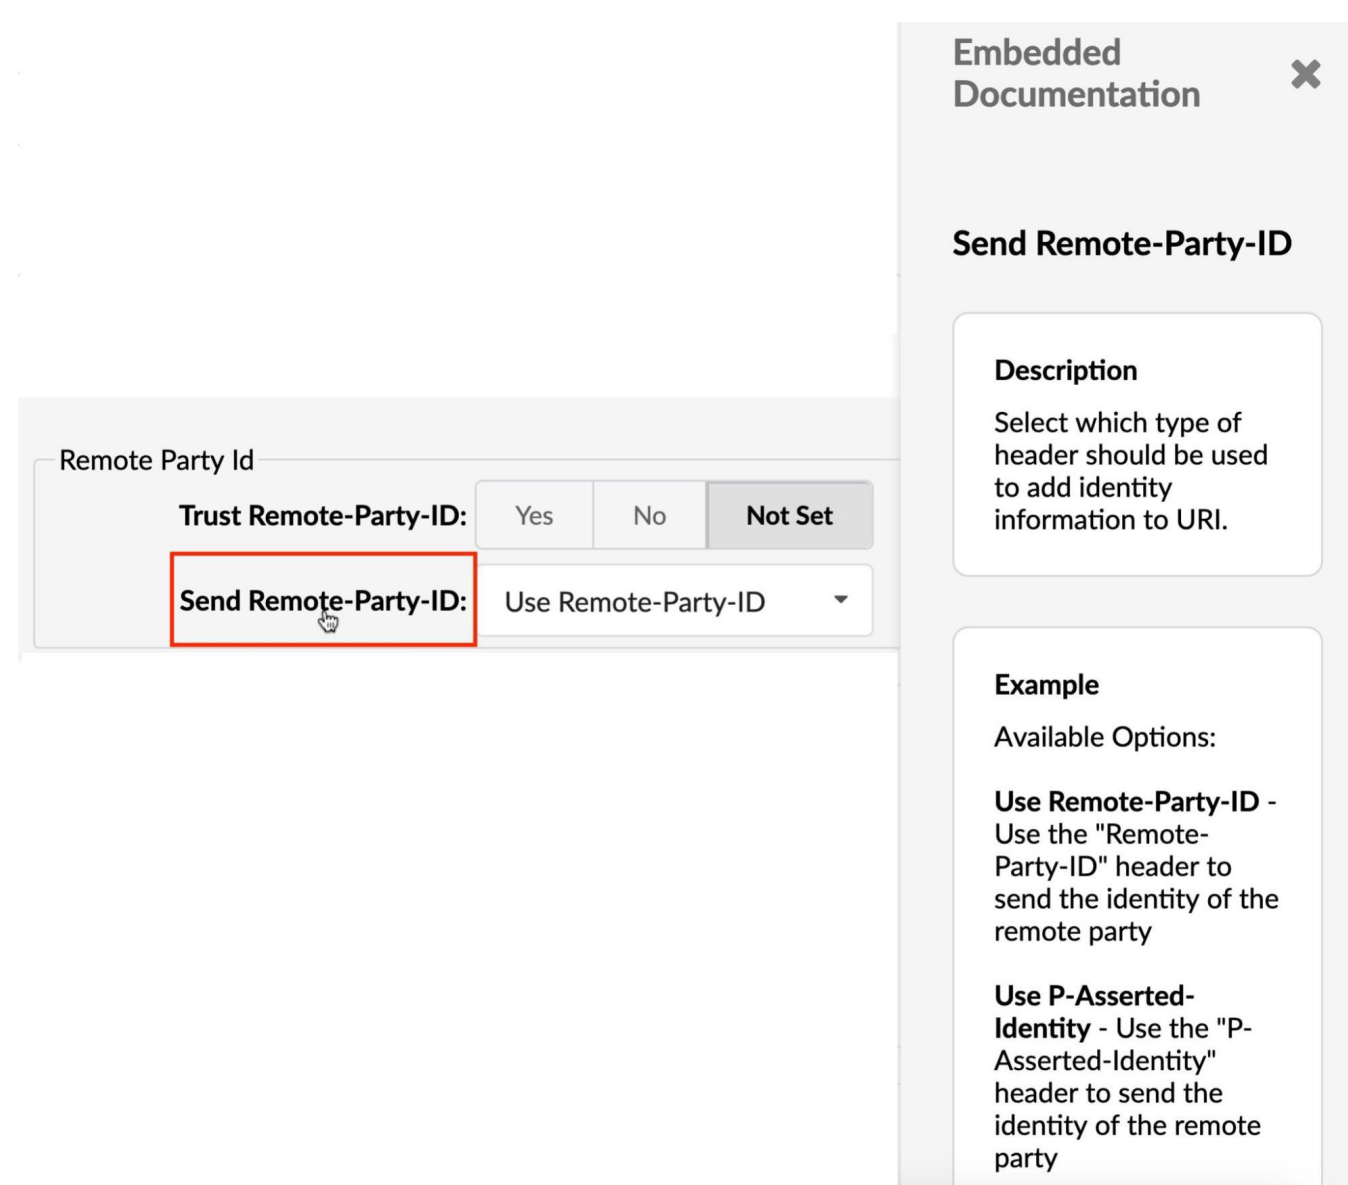 Remote Party Id
Trust Remote-Party-ID: Yes No Not Set
Send Remote-Party-ID: Use Remote-Party-ID
Embedded
Documentation
Send Remote-Party-ID
Description
Select which type of
header should be used
to add identity
information to URI.
Example
Available Options:
Use Remote-Party-ID -
Use the "Remote-
Party-ID" header to
send the identity of the
remote party
Use P-Asserted-
Identity - Use the "P-
Asserted-Identity"
header to send the
identity of the remote
party